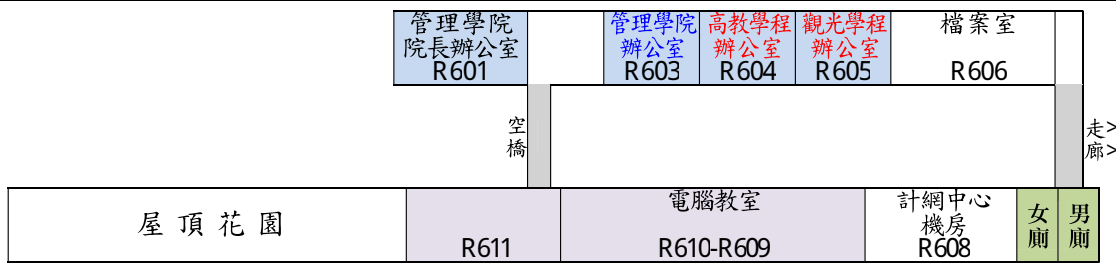 管理學院
院長辦公室
R601
管理學院
辦公室
R603
高教學程
辦公室
R604
觀光學程
辦公室
R605
檔案室
R606
空
橋
走>
廊>
屋頂花園
R611
電腦教室
R610-R609
計網中心
機房
R608
女
廁
男
廁